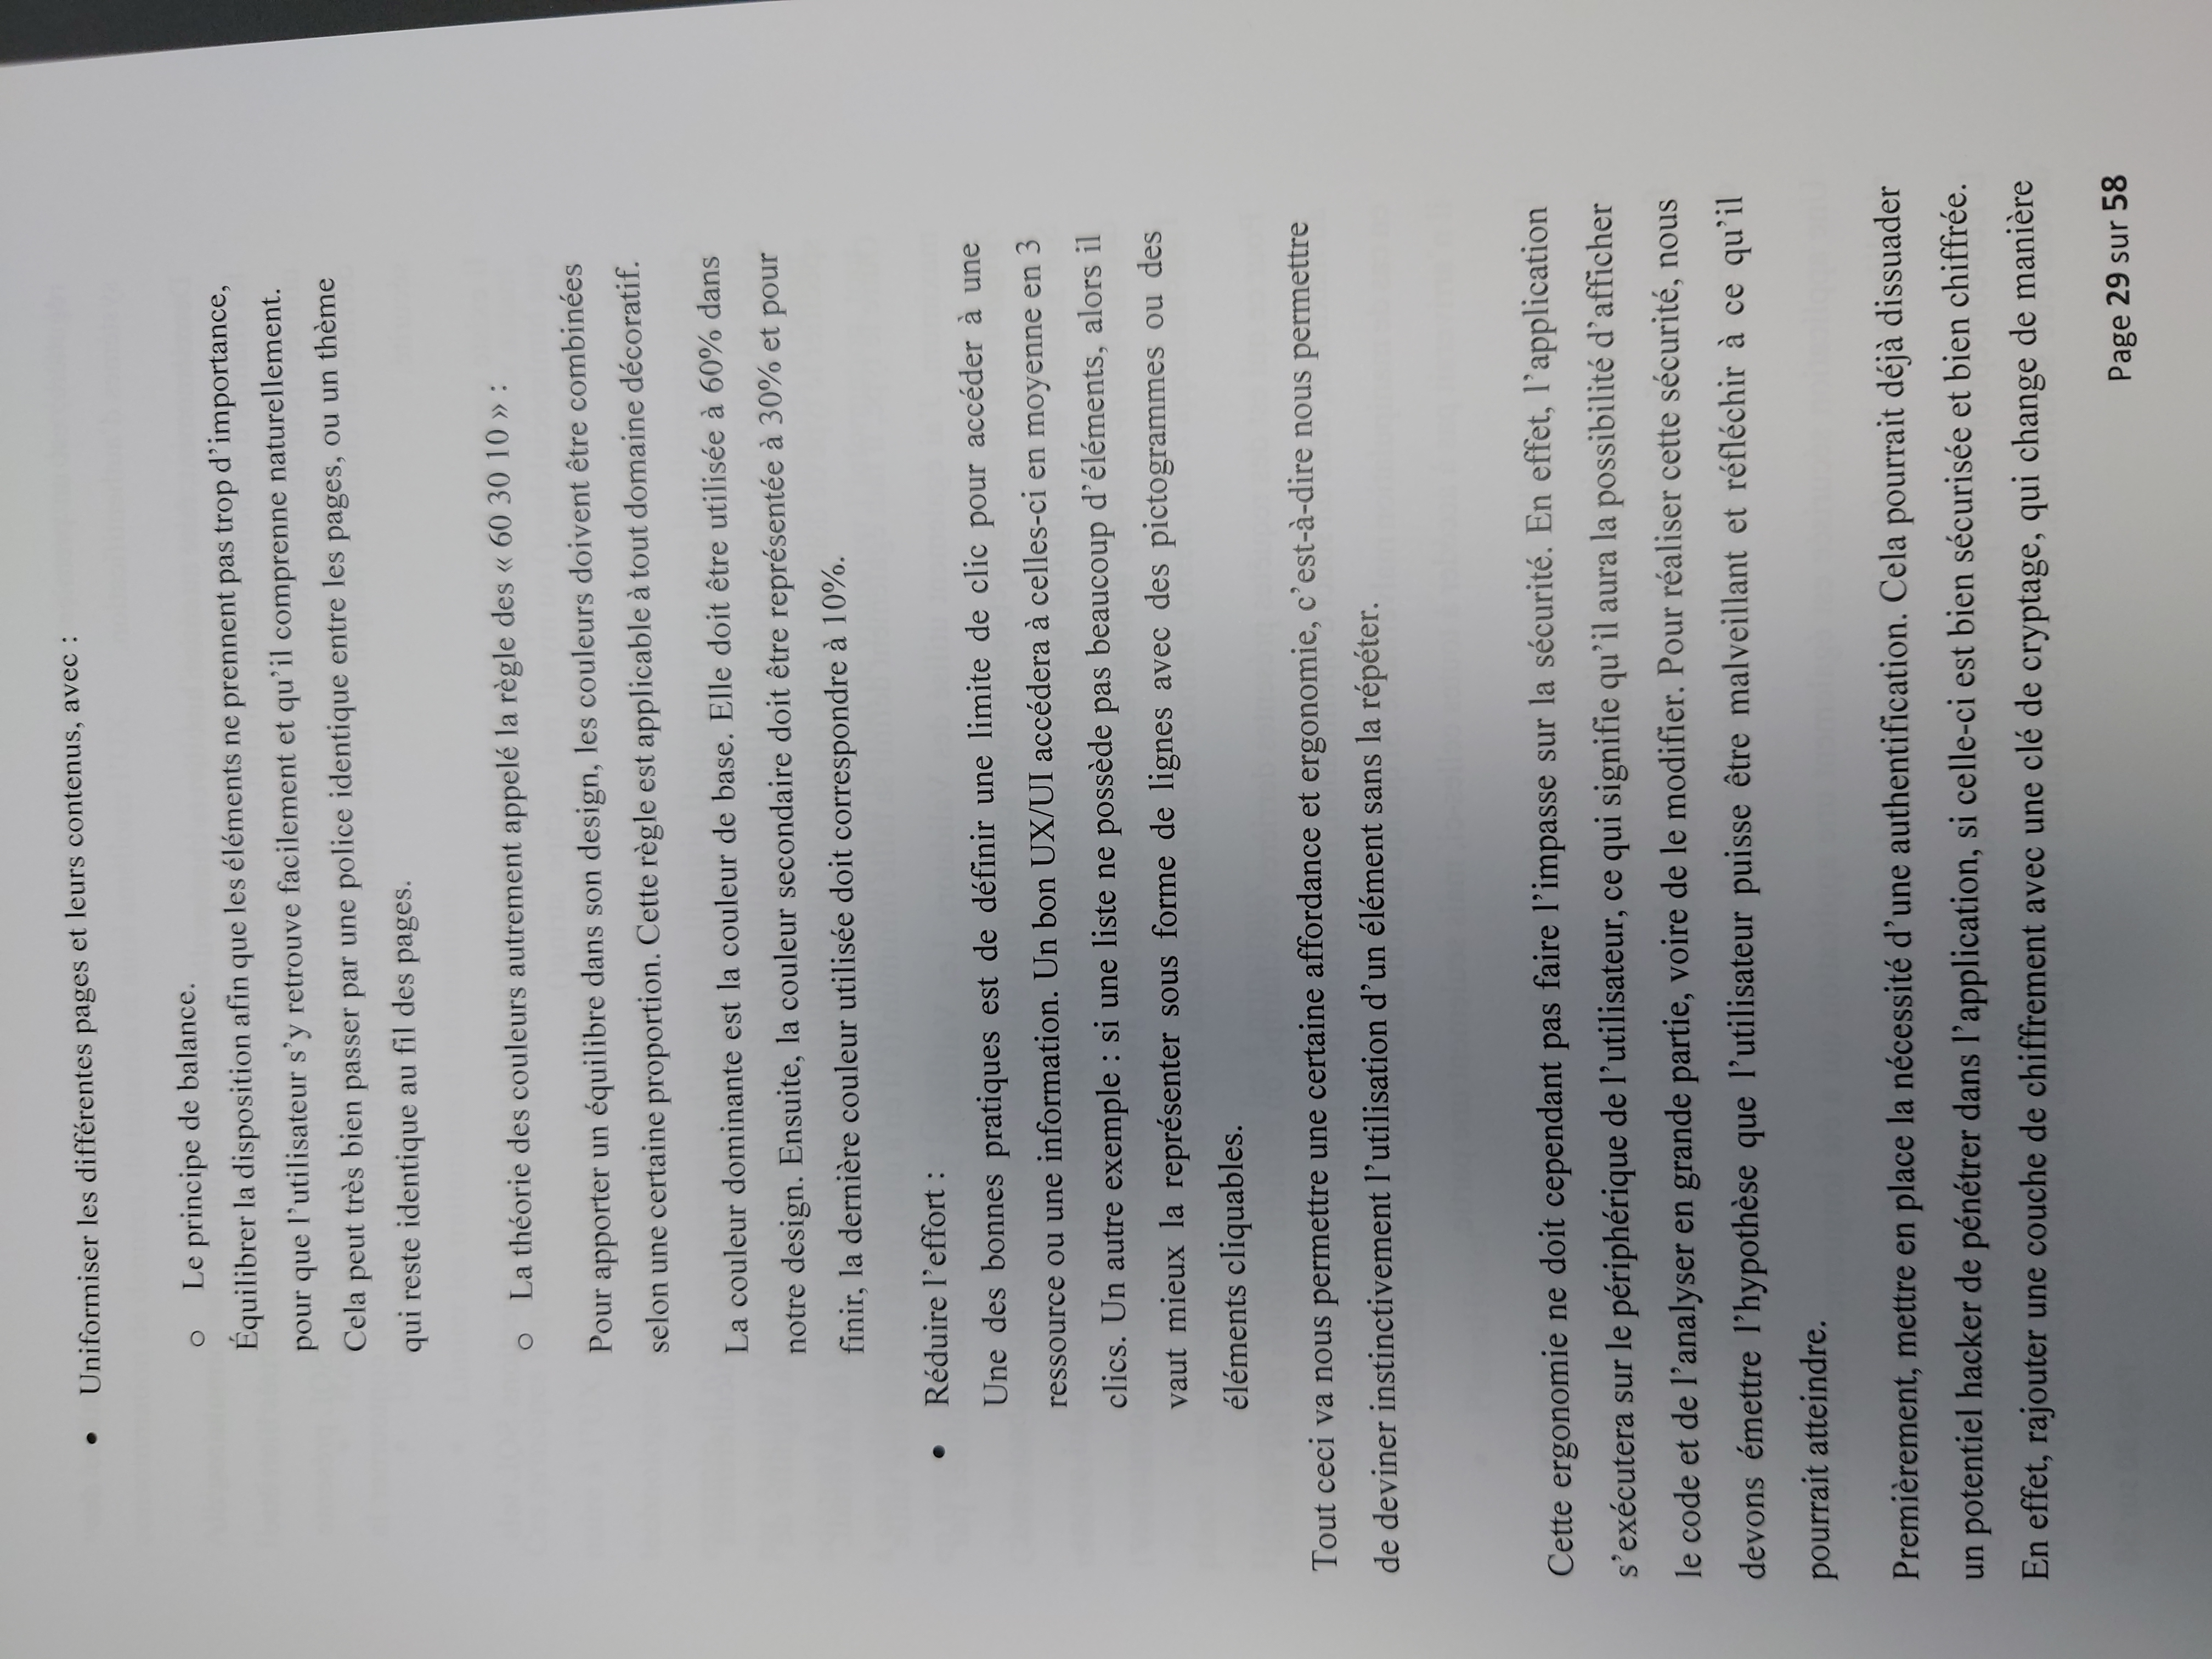 • Uniformiser les différentes pages et leurs contenus, avec :
o Le principe de balance.
Équilibrer la disposition afin que les éléments ne prennent pas trop d’importance,
pour que l’utilisateur s’y retrouve facilement et qu’il comprenne naturellement.
Cela peut très bien passer par une police identique entre les pages, ou un thème
qui reste identique au fil des pages.
o La théorie des couleurs autrement appelé la règle des « 60 30 10 » :
Pour apporter un équilibre dans son design, les couleurs doivent être combinées
selon une certaine proportion. Cette règle est applicable à tout domaine décoratif.
La couleur dominante est la couleur de base. Elle doit être utilisée à 60% dans
notre design. Ensuite, la couleur secondaire doit être représentée à 30% et pour
finir, la dernière couleur utilisée doit correspondre à 10%.
• Réduire l’effort :
Une des bonnes pratiques est de définir une limite de clic pour accéder à une
ressource ou une information. Un bon UX/UI accédera à celles-ci en moyenne en 3
clics. Un autre exemple : si une liste ne possède pas beaucoup d’éléments, alors il
vaut mieux la représenter sous forme de lignes avec des pictogrammes ou des
éléments cliquables.
Tout ceci va nous permettre une certaine affordance et ergonomie, c’est-à-dire nous permettre
de deviner instinctivement l’utilisation d’un élément sans la répéter.
Cette ergonomie ne doit cependant pas faire l’impasse sur la sécurité. En effet, l’application
s’exécutera sur le périphérique de l’utilisateur, ce qui signifie qu’il aura la possibilité d’afficher
le code et de l’analyser en grande partie, voire de le modifier. Pour réaliser cette sécurité, nous
devons émettre l’hypothèse que l’utilisateur puisse être malveillant et réfléchir à ce qu’il
pourrait atteindre.
Premièrement, mettre en place la nécessité d’une authentification. Cela pourrait déjà dissuader
un potentiel hacker de pénétrer dans l’application, si celle-ci est bien sécurisée et bien chiffrée.
En effet, rajouter une couche de chiffrement avec une clé de cryptage, qui change de manière
Page 29 sur 58